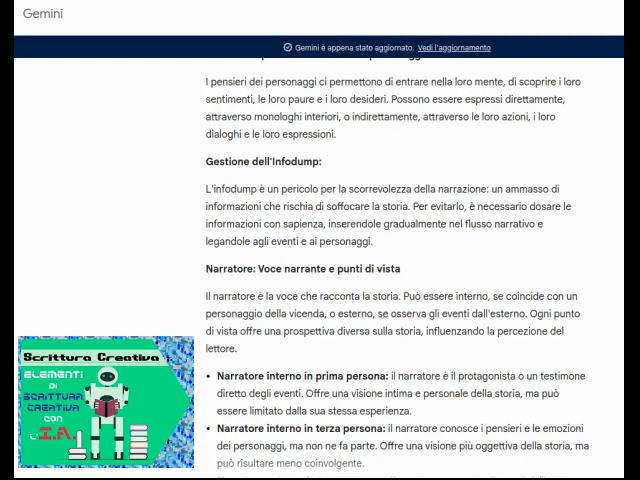 Gemini
Gemini è appena stato aggiornato. Vedi l'aggiornamento
I pensieri dei personaggi ci permettono di entrare nella loro mente, di scoprire i loro
sentimenti, le loro paure e i loro desideri. Possono essere espressi direttamente,
attraverso monologhi interiori, o indirettamente, attraverso le loro azioni, i loro
dialoghi e le loro espressioni.
Gestione dell'Infodump:
L'infodump è un pericolo per la scorrevolezza della narrazione: un ammasso di
informazioni che rischia di soffocare la storia. Per evitarlo, è necessario dosare le
informazioni con sapienza, inserendole gradualmente nel flusso narrativo e
legandole agli eventi e ai personaggi.
Narratore: Voce narrante e punti di vista
Il narratore è la voce che racconta la storia. Può essere interno, se coincide con un
personaggio della vicenda, o esterno, se osserva gli eventi dall'esterno. Ogni punto
di vista offre una prospettiva diversa sulla storia, influenzando la percezione del
lettore.
• Narratore interno in prima persona: il narratore è il protagonista o un testimone
diretto degli eventi. Offre una visione intima e personale della storia, ma può
essere limitato dalla sua stessa esperienza.
• Narratore interno in terza persona: il narratore conosce i pensieri e le emozioni
dei personaggi, ma non ne fa parte. Offre una visione più oggettiva della storia, ma
può risultare meno coinvolgente.
Scrittura Creativa
ELEMENTI
DI
SCRITTURA
CREATIVA
CON
L'I.A.